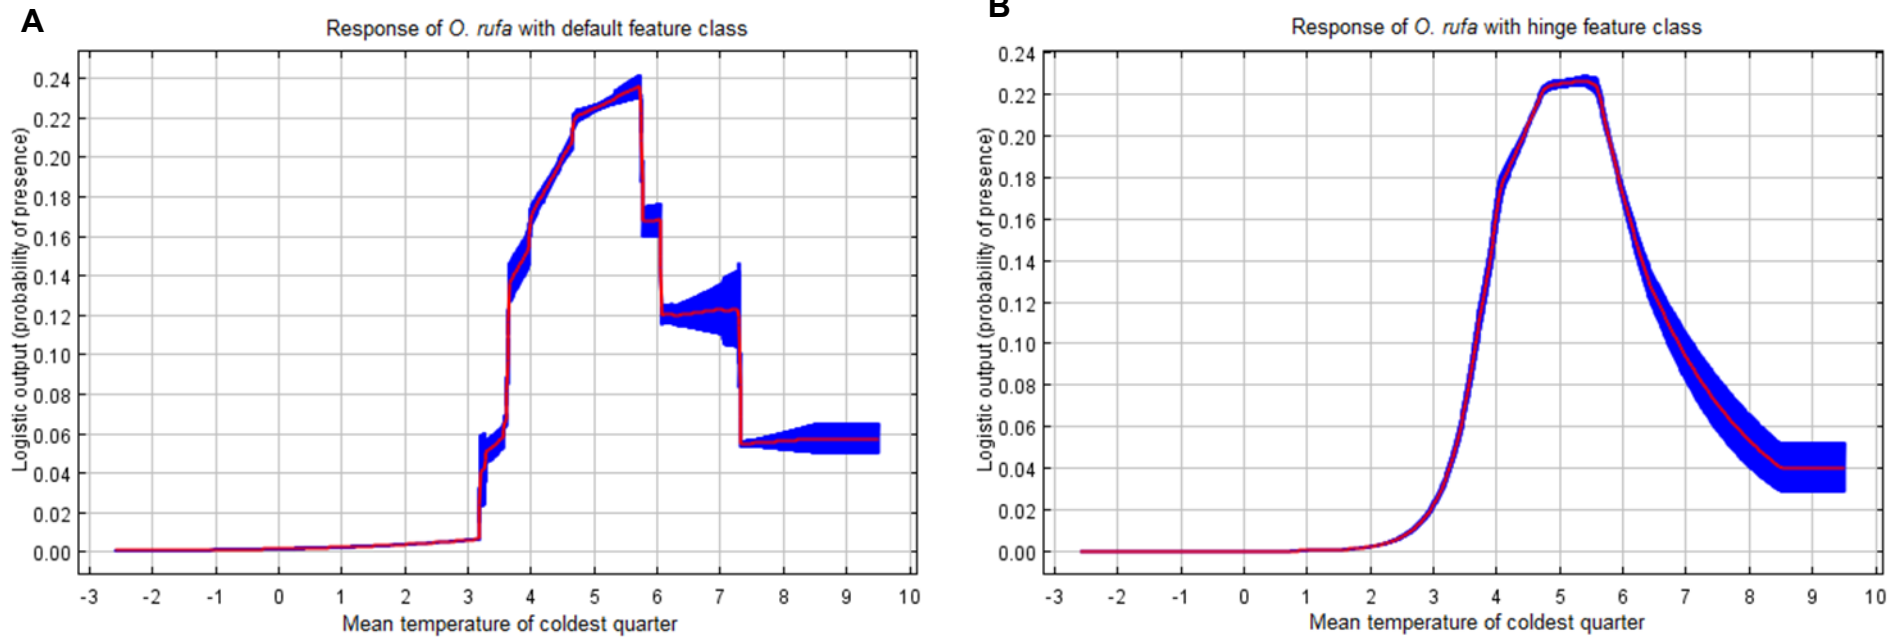 A
Response of O. rufa with default feature class
Logistic output (probability of presence)
0.24
0.22
0.20
0.18
0.16
0.14
0.12
0.10
0.08
0.06
0.04
0.02
0.00
-3 -2 -1 0 1 2 3 4 5 6 7 8 9 10
Mean temperature of coldest quarter
B
Response of O. rufa with hinge feature class
Logistic output (probability of presence)
0.24
0.22
0.20
0.18
0.16
0.14
0.12
0.10
0.08
0.06
0.04
0.02
0.00
-3 -2 -1 0 1 2 3 4 5 6 7 8 9 10
Mean temperature of coldest quarter